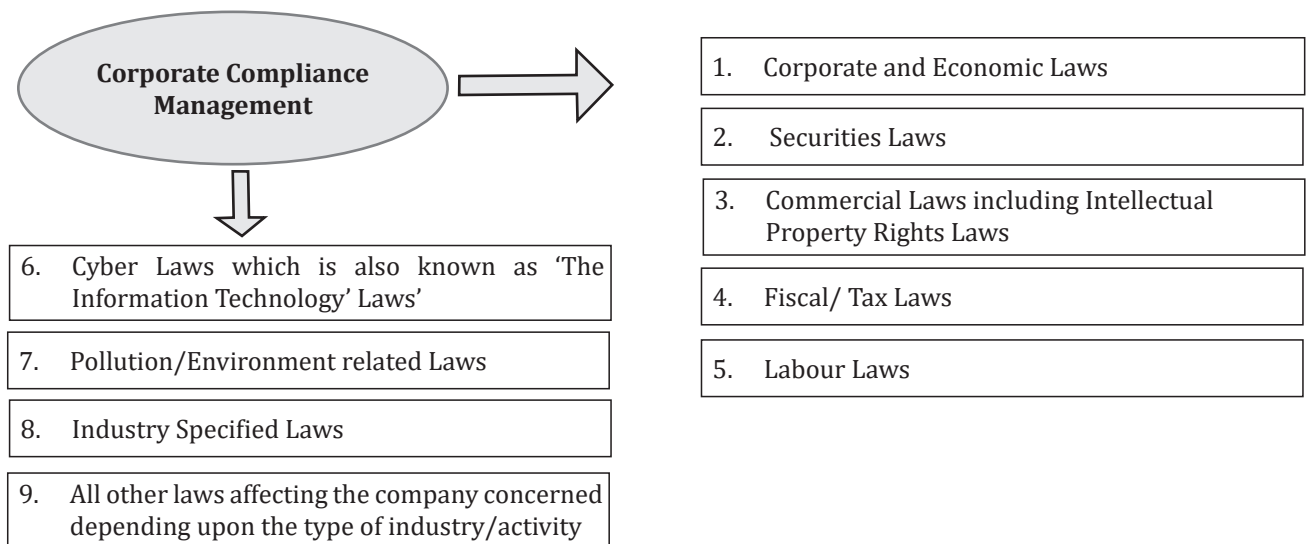 Corporate Compliance
Management
1. Corporate and Economic Laws
2. Securities Laws
3. Commercial Laws including Intellectual
Property Rights Laws
4. Fiscal/ Tax Laws
5. Labour Laws
6. Cyber Laws which is also known as ‘The
Information Technology’ Laws’
7. Pollution/Environment related Laws
8. Industry Specified Laws
9. All other laws affecting the company concerned
depending upon the type of industry/activity